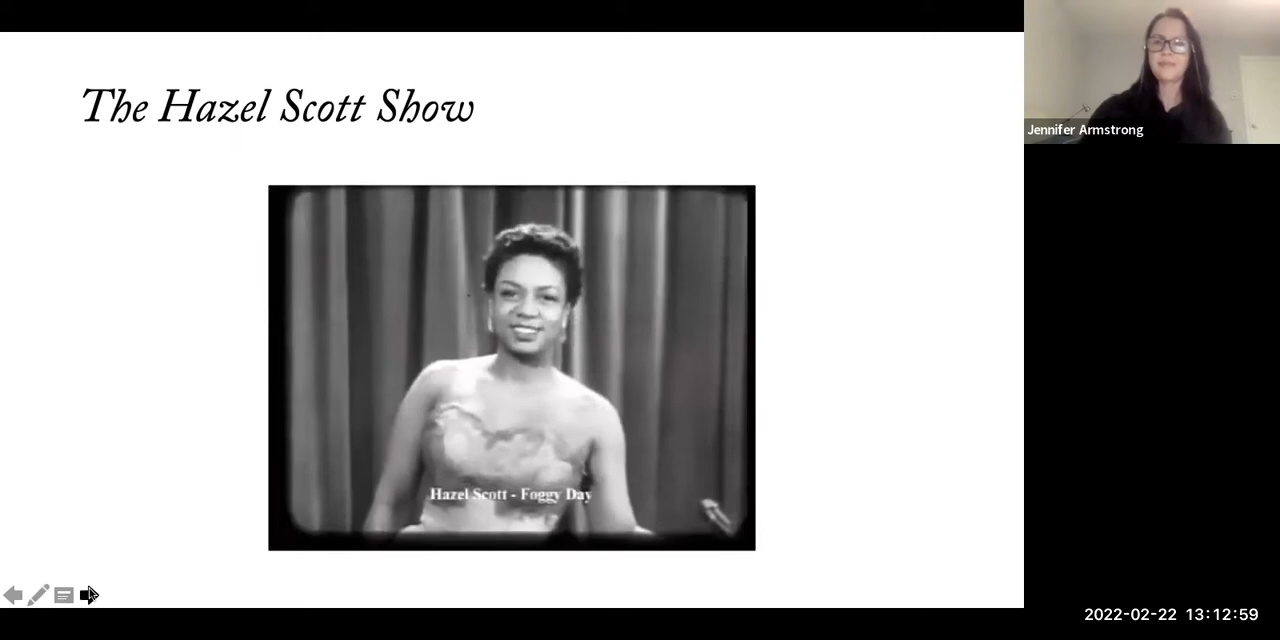 The Hazel Scott Show
Jennifer Armstrong
Hazel Scott - Foggy Day
2022-02-22 13:12:59